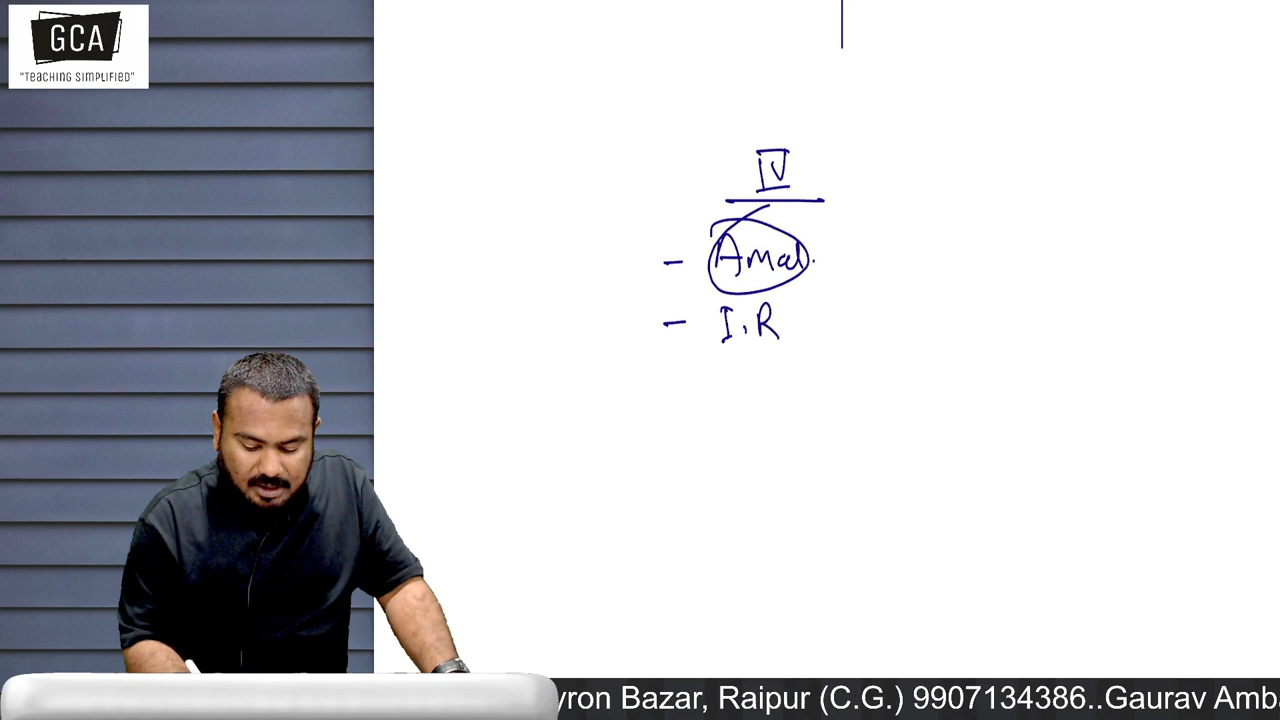 GCA
"TEACHING SIMPLIFIED"
IV
- Amal.
- I.R
yron Bazar, Raipur (C.G.) 9907134386..Gaurav Amb